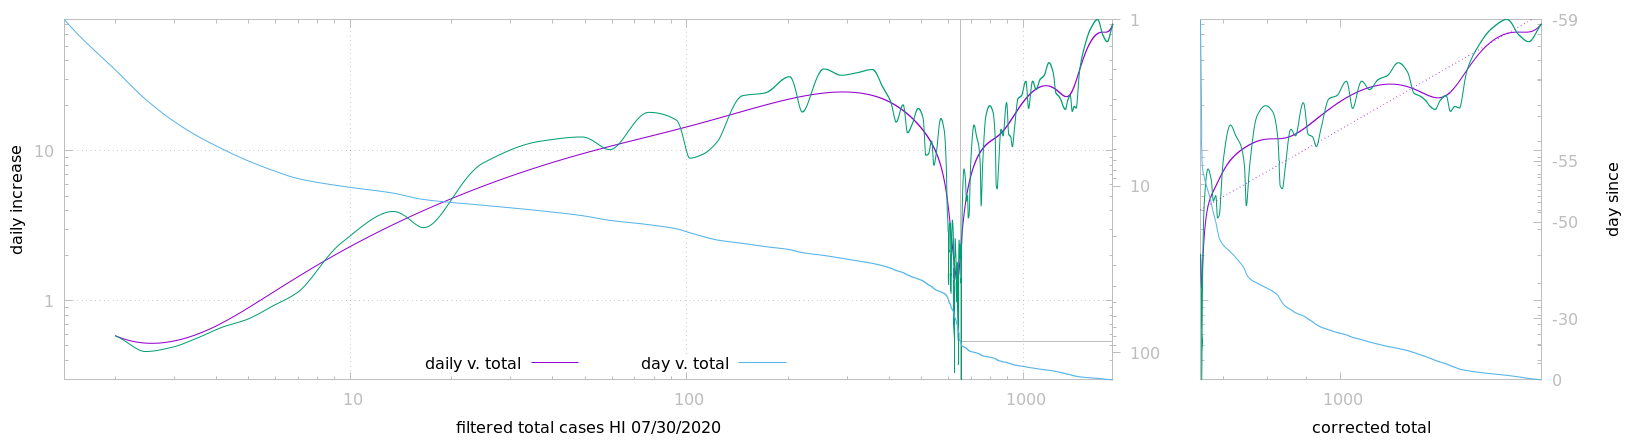 daily increase
10
1
daily v. total
day v. total
10
100
1000
filtered total cases HI 07/30/2020
1
10
100
1000
corrected total
-59
-55
-50
-30
0
day since